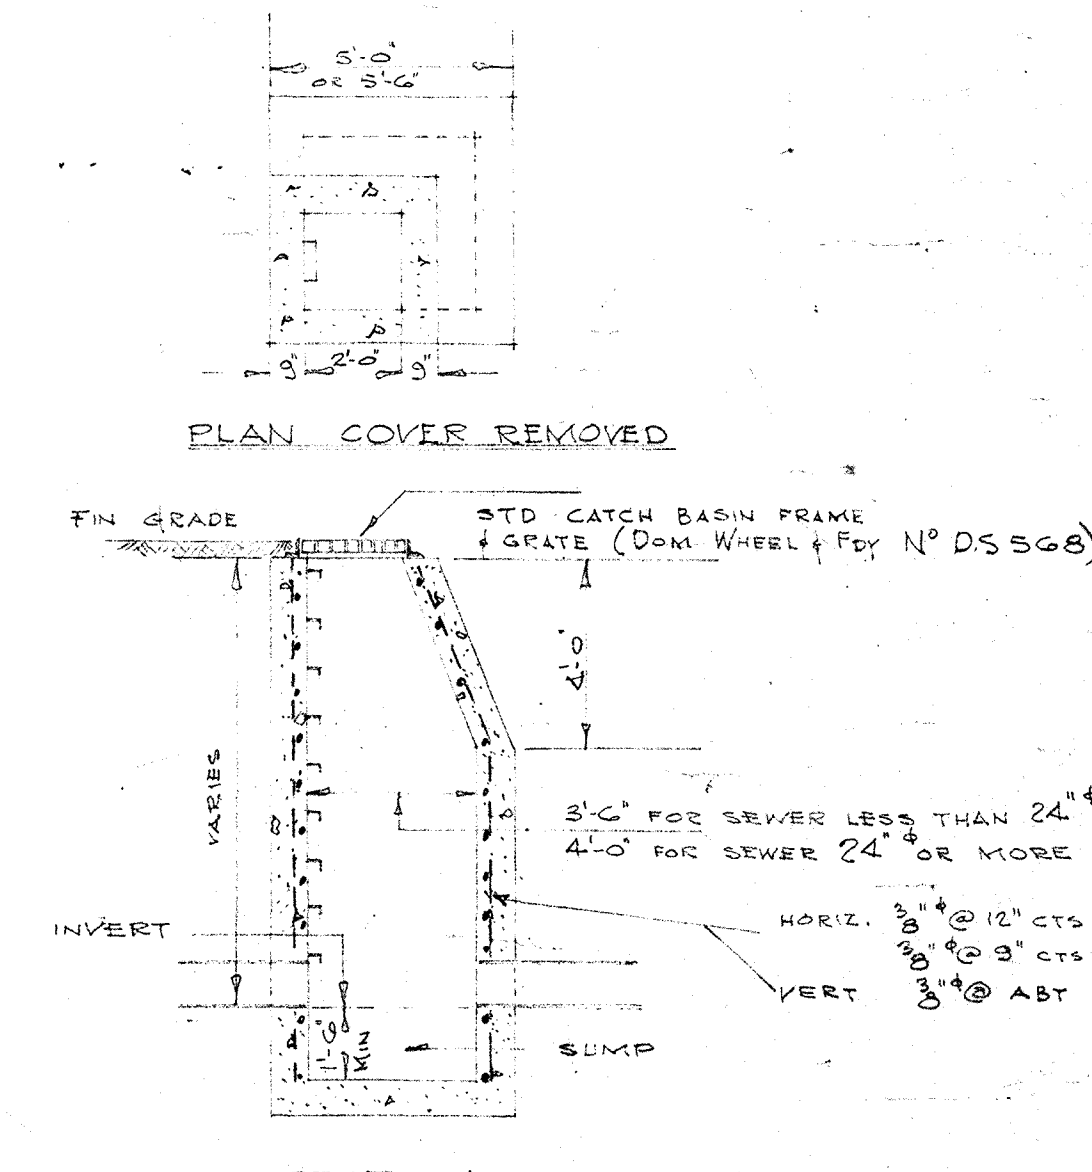 5'-0"
OR 5'-6"
9" 2'-0" 9"
PLAN COVER REMOVED
FIN GRADE
STD CATCH BASIN FRAME
& GRATE (DOM WHEEL & FDY Nº D.S 568)
4'-0"
VARIES
3'-6" FOR SEWER LESS THAN 24"φ
4'-0" FOR SEWER 24"φ OR MORE
INVERT
HORIZ. 3/8"φ @ 12" CTS
3/8"φ @ 9" CTS
VERT 3/8"φ @ ABT
1'-6" MIN
SUMP